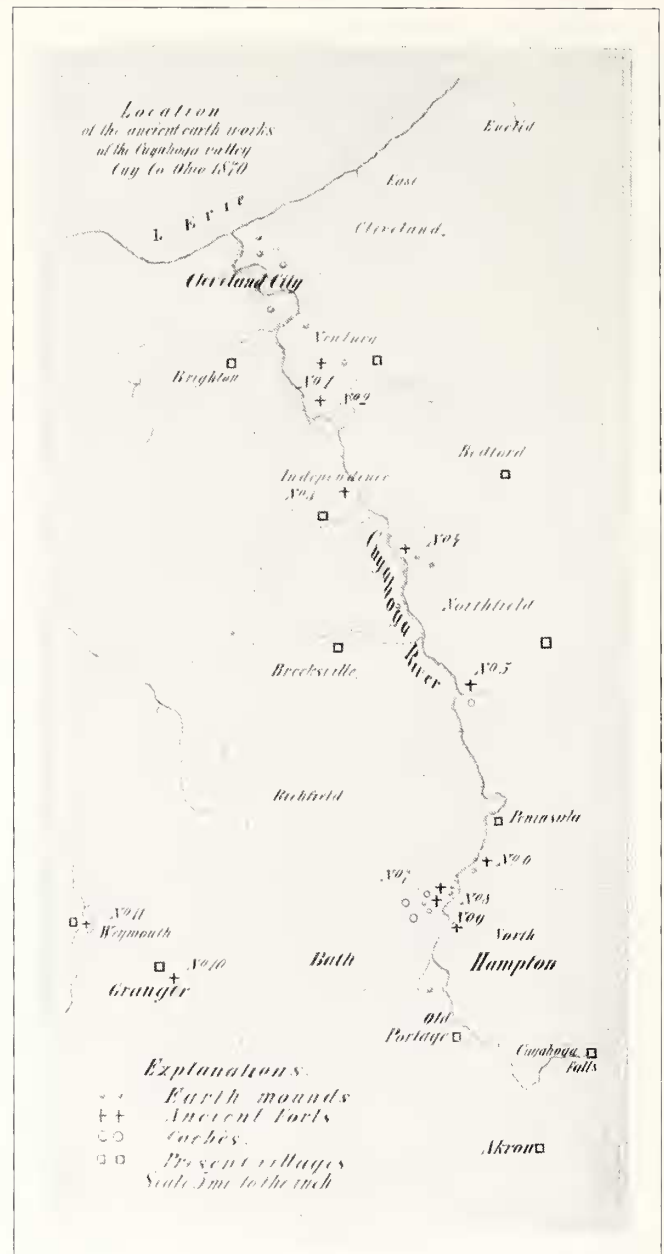 Location
of the ancient earth works
of the Cuyahoga valley
Cuy Co Ohio 1870
Euclid
East
Cleveland.
L Erie
Cleveland City
Newburg
Brighton
No 1
No 2
Bedford
Independence
No 3
No 4
Cuyahoga River
Northfield
Brecksville
No 5
Richfield
Peninsula
No 6
No 7
No 8
No 9
No 11
Weymouth
North
No 10
Bath
Hampton
Granger
Old
Portage
Cuyahoga
Falls
Explanations.
Earth mounds
Ancient Forts
Caches.
Present villages
Akron
Scale 5 mi to the inch